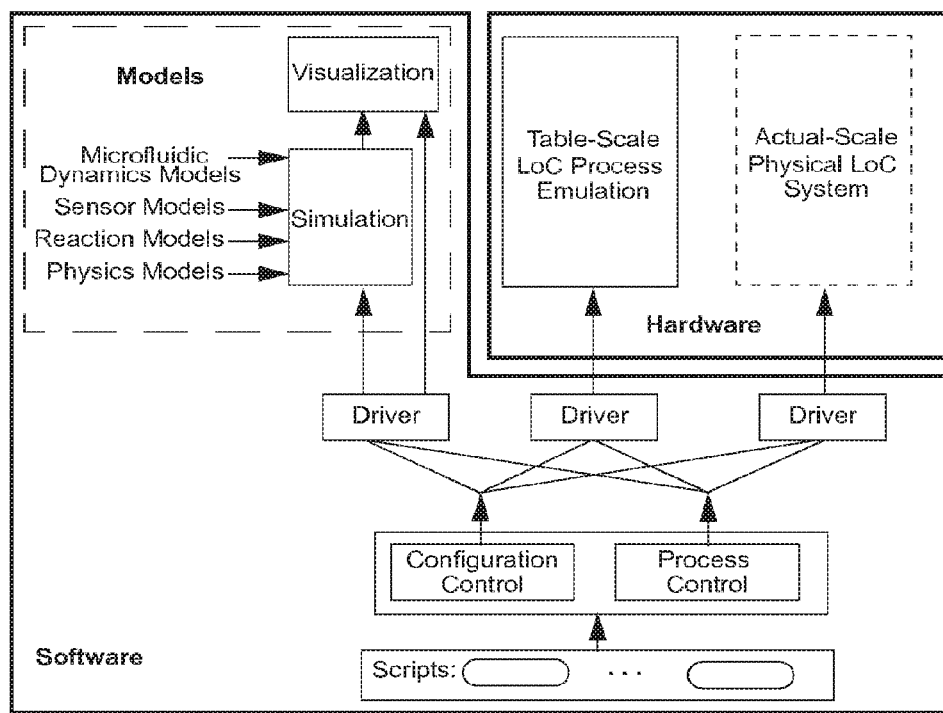 Models
Visualization
Microfluidic
Dynamics Models
Sensor Models
Reaction Models
Physics Models
Simulation
Table-Scale
LoC Process
Emulation
Actual-Scale
Physical LoC
System
Hardware
Driver
Driver
Driver
Configuration
Control
Process
Control
Software
Scripts: ...